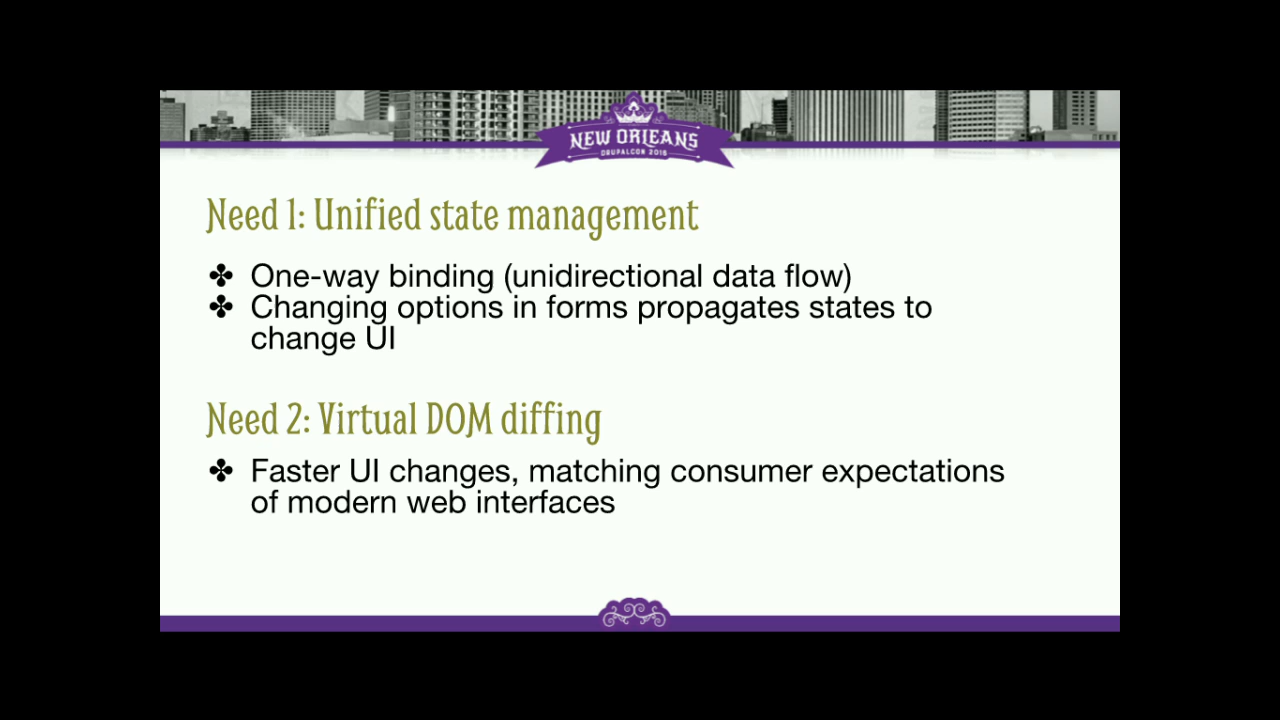 NEW ORLEANS
DRUPALCON 2016
Need 1: Unified state management
✤ One-way binding (unidirectional data flow)
✤ Changing options in forms propagates states to
change UI
Need 2: Virtual DOM diffing
✤ Faster UI changes, matching consumer expectations
of modern web interfaces